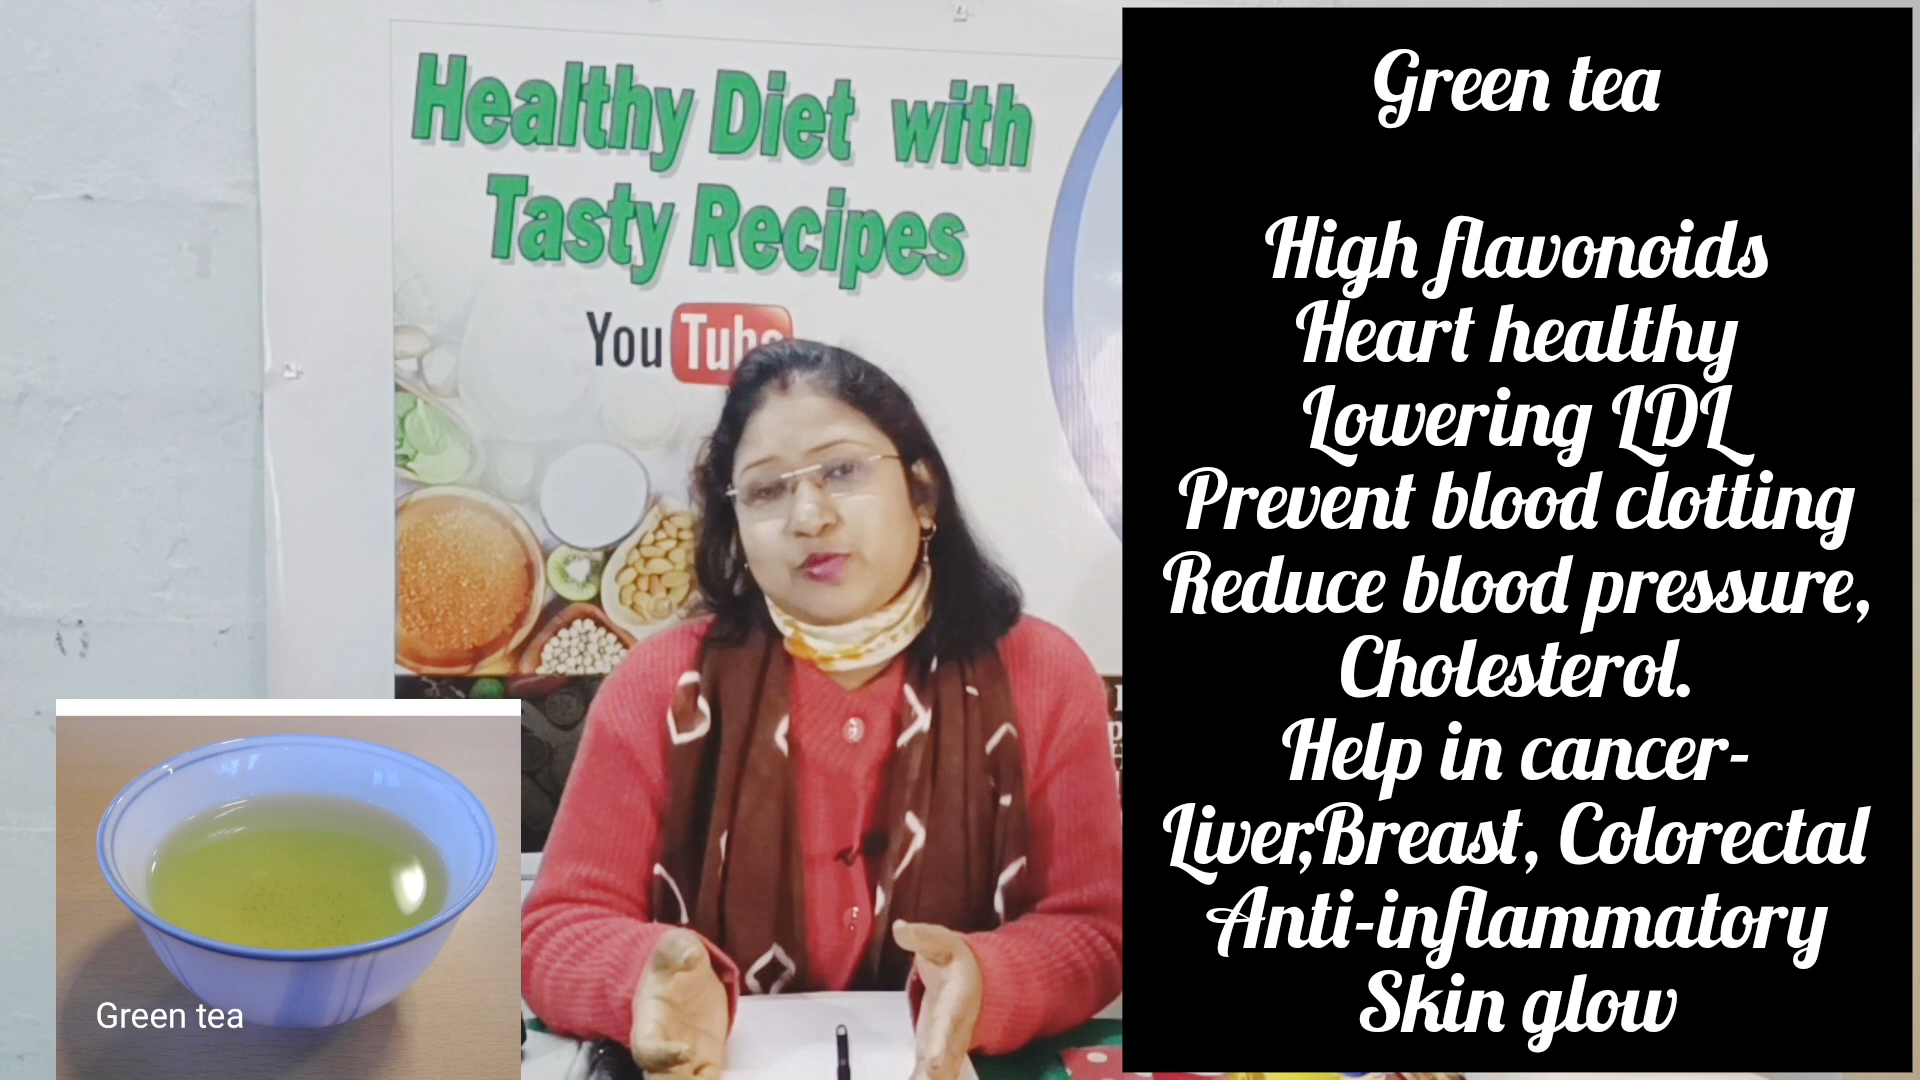 Healthy Diet with
Tasty Recipes
You
Green tea
High flavonoids
Heart healthy
Lowering LDL
Prevent blood clotting
Reduce blood pressure,
Cholesterol.
Help in cancer-
Liver,Breast, Colorectal
Anti-inflammatory
Skin glow
Green tea